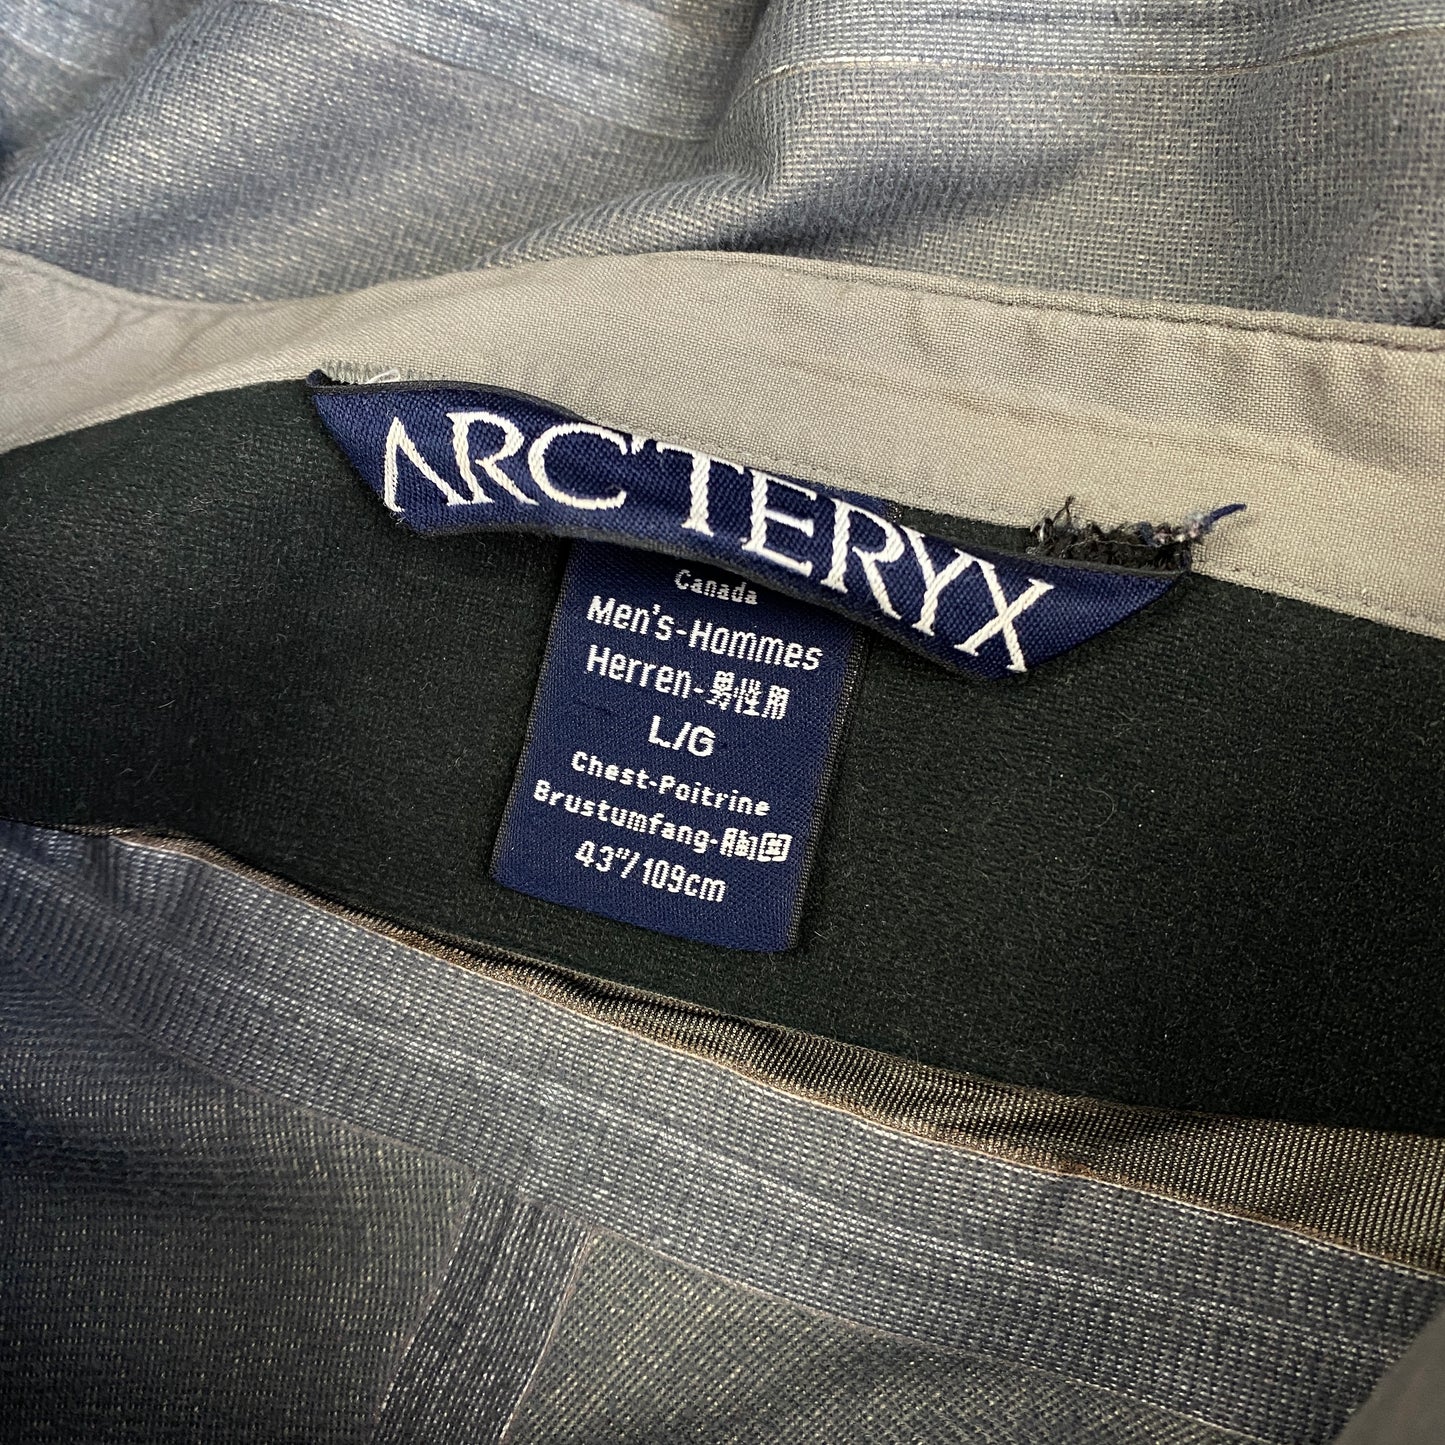 ARC'TERYX
Canada
Men's-Hommes
Herren-男性用
L/G
Chest-Poitrine
Brustumfang-胸囲
43"/109cm